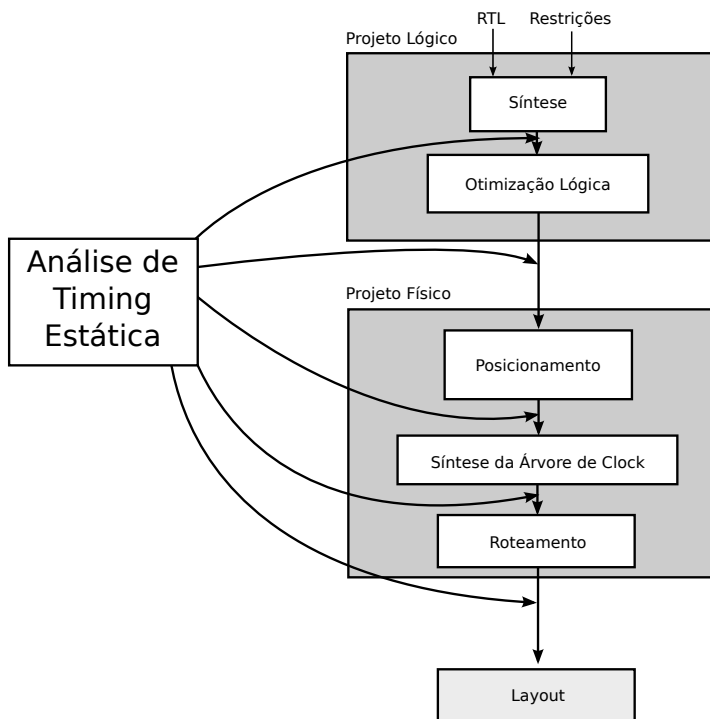 RTL Restrições
Projeto Lógico
Síntese
Otimização Lógica
Análise de
Timing
Estática
Projeto Físico
Posicionamento
Síntese da Árvore de Clock
Roteamento
Layout